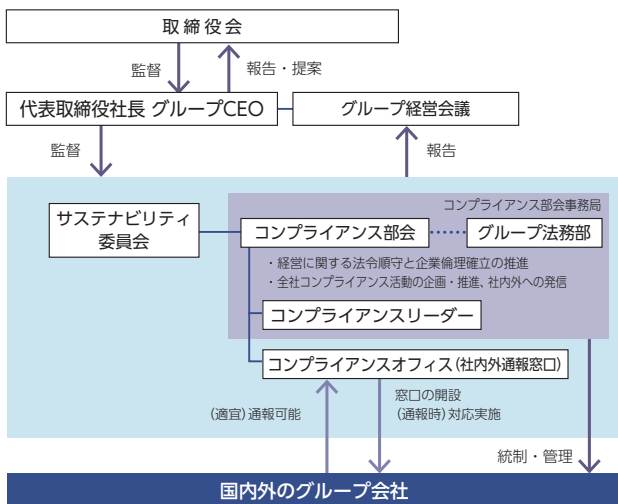 取締役会
監督
報告・提案
代表取締役社長 グループCEO
グループ経営会議
監督
報告
コンプライアンス部会事務局
サステナビリティ
委員会
コンプライアンス部会
グループ法務部
・経営に関する法令順守と企業倫理確立の推進
・全社コンプライアンス活動の企画・推進、社内外への発信
コンプライアンスリーダー
コンプライアンスオフィス(社内外通報窓口)
(適宜)通報可能
窓口の開設
(通報時)対応実施
統制・管理
国内外のグループ会社